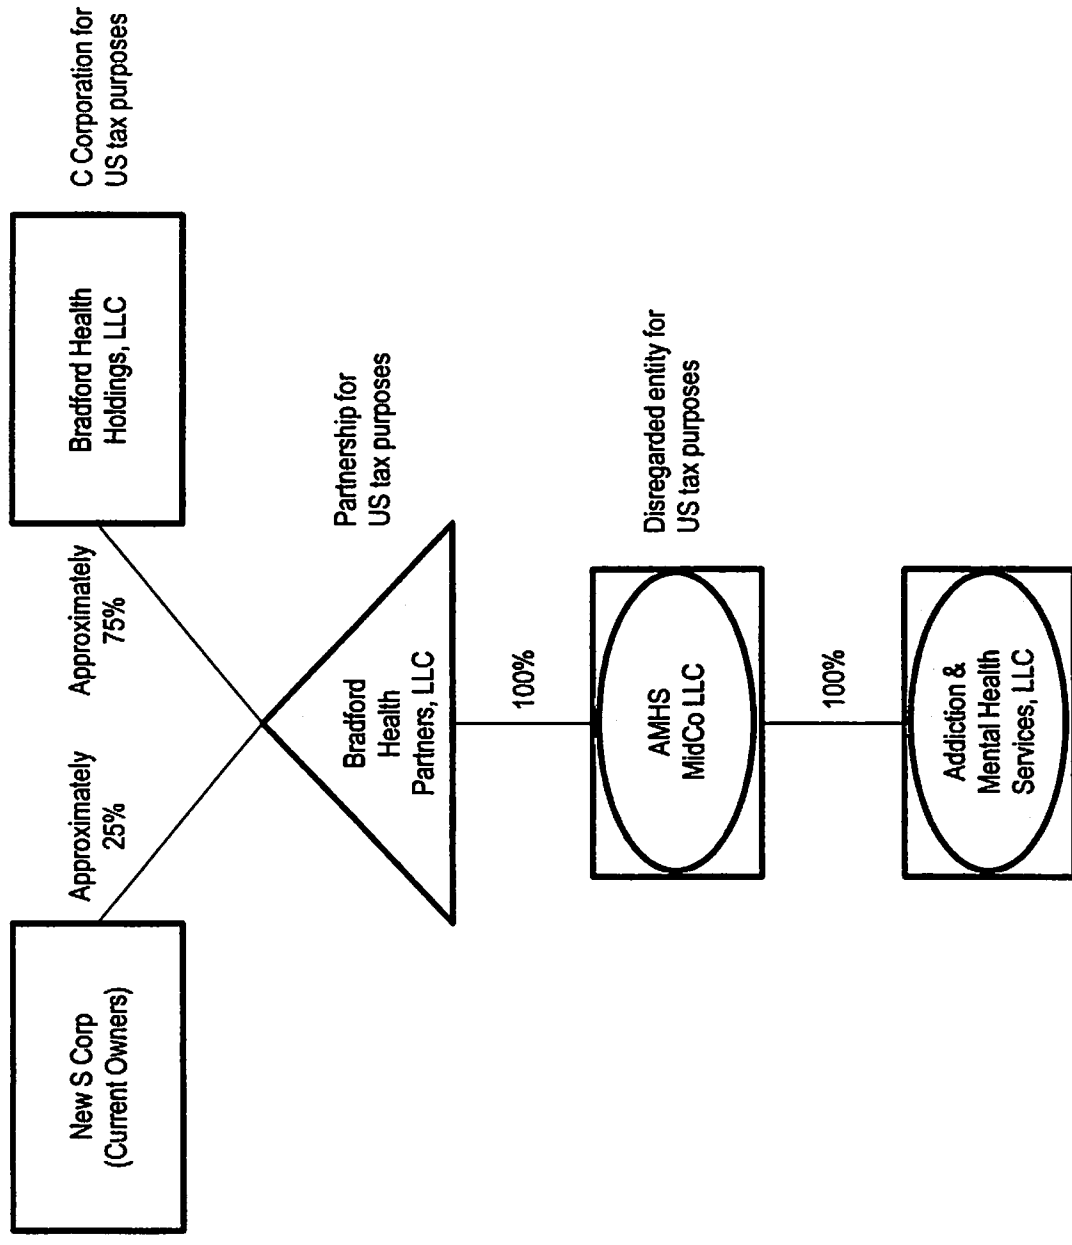 New S Corp
(Current Owners)
Approximately
25%
Approximately
75%
Bradford Health
Holdings, LLC
C Corporation for
US tax purposes
Bradford
Health
Partners, LLC
Partnership for
US tax purposes
100%
AMHS
MidCo LLC
Disregarded entity for
US tax purposes
100%
Addiction &
Mental Health
Services, LLC